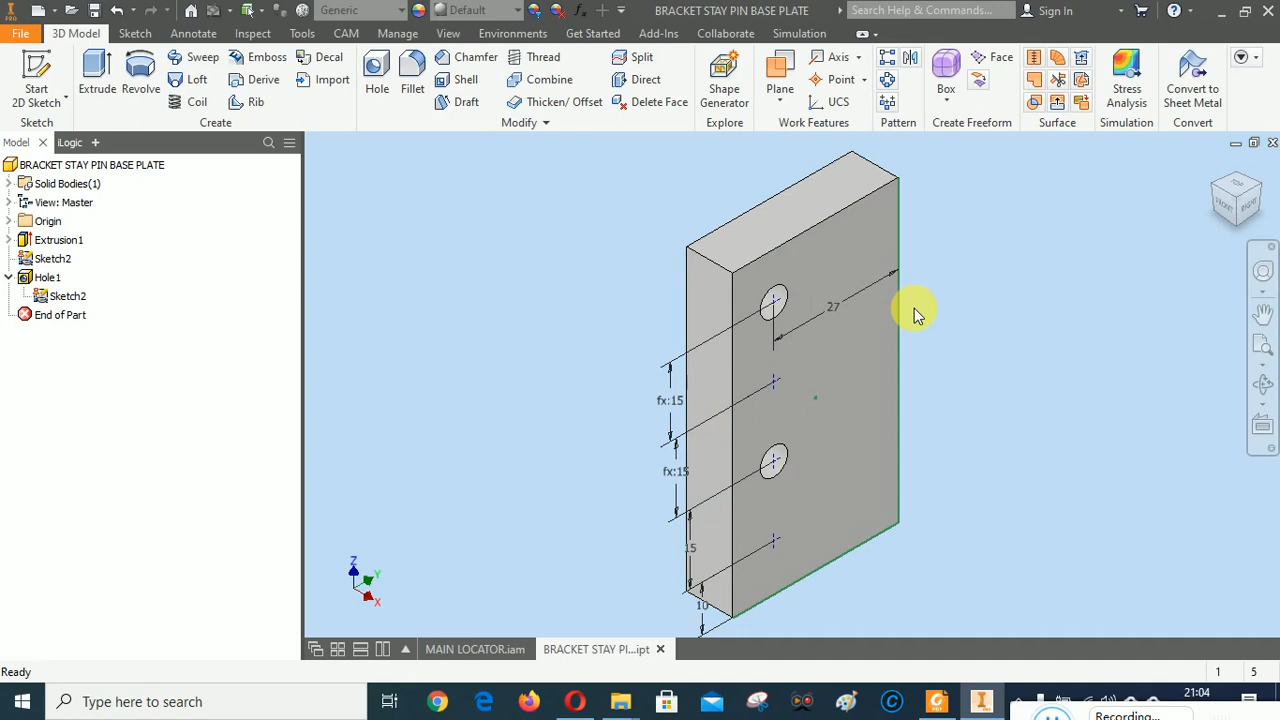 PRO
Generic
Default
BRACKET STAY PIN BASE PLATE
Search Help & Commands...
Sign In
File
3D Model
Sketch
Annotate
Inspect
Tools
CAM
Manage
View
Environments
Get Started
Add-Ins
Collaborate
Simulation
Start
2D Sketch
Extrude
Revolve
Sweep
Loft
Coil
Emboss
Derive
Rib
Decal
Import
Hole
Fillet
Chamfer
Shell
Draft
Thread
Combine
Thicken/ Offset
Split
Direct
Delete Face
Shape
Generator
Plane
Axis
Point
UCS
Box
Face
Stress
Analysis
Convert to
Sheet Metal
Sketch
Create
Modify
Explore
Work Features
Pattern
Create Freeform
Surface
Simulation
Convert
Model
iLogic
BRACKET STAY PIN BASE PLATE
Solid Bodies(1)
View: Master
Origin
Extrusion1
Sketch2
Hole1
Sketch2
End of Part
27
fx:15
fx:15
15
10
TOP
FRONT
RIGHT
Z
Y
X
MAIN LOCATOR.iam
BRACKET STAY PI...ipt
Ready
1
5
Type here to search
21:04
Recording...